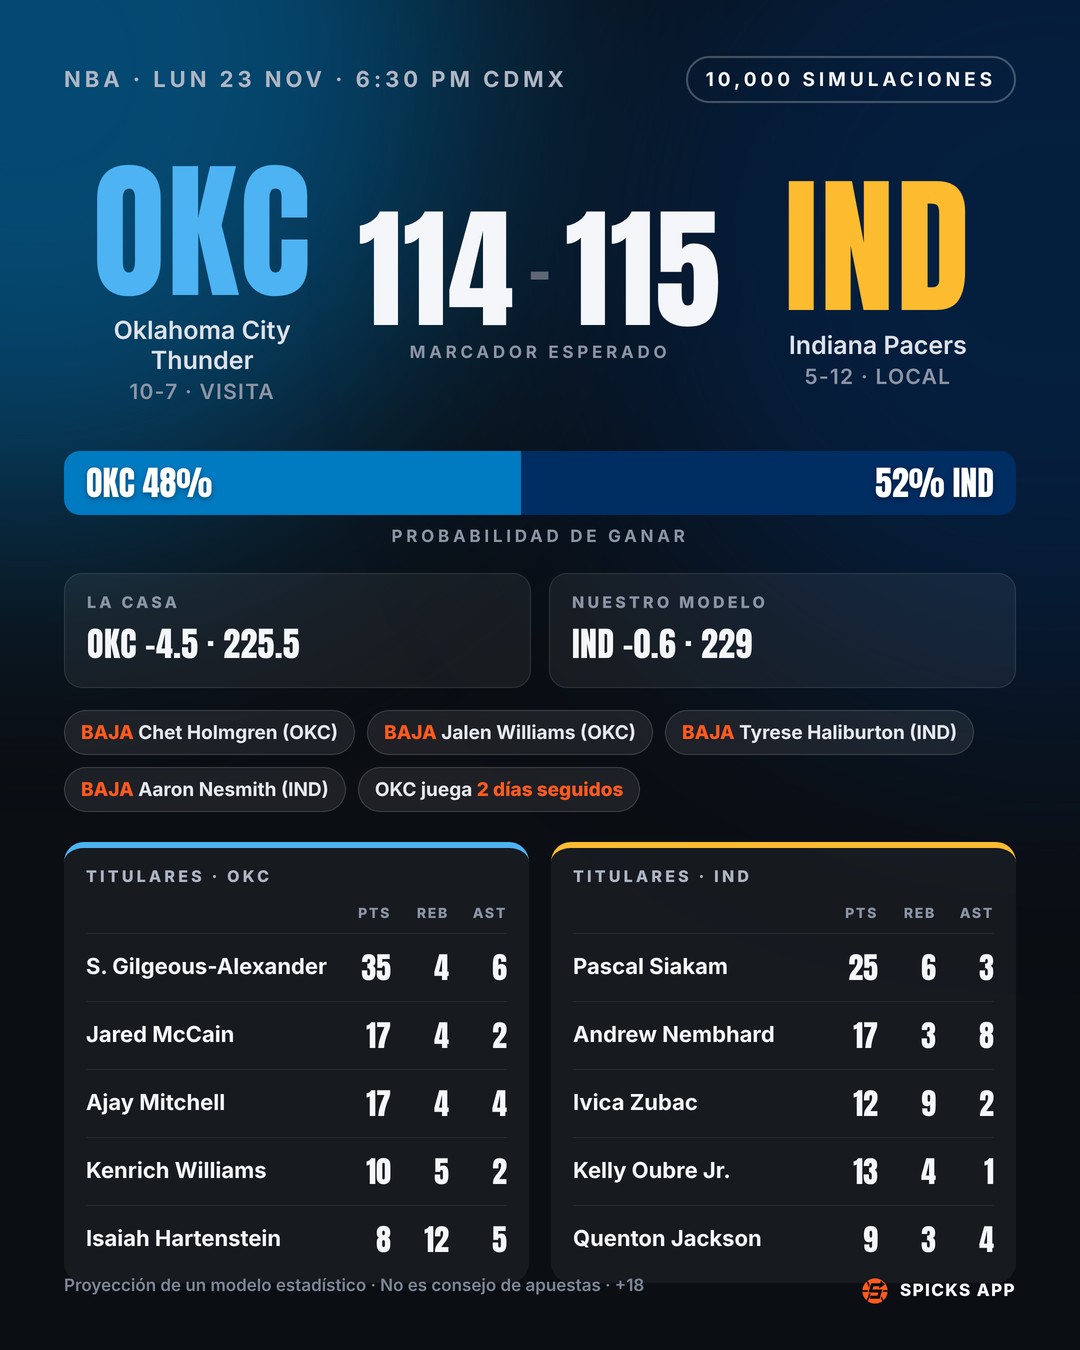 NBA · LUN 23 NOV · 6:30 PM CDMX
10,000 SIMULACIONES
OKC
114 - 115
IND
Oklahoma City
Thunder
10-7 · VISITA
MARCADOR ESPERADO
Indiana Pacers
5-12 · LOCAL
OKC 48%
52% IND
PROBABILIDAD DE GANAR
LA CASA
OKC -4.5 · 225.5
NUESTRO MODELO
IND -0.6 · 229
BAJA Chet Holmgren (OKC)
BAJA Jalen Williams (OKC)
BAJA Tyrese Haliburton (IND)
BAJA Aaron Nesmith (IND)
OKC juega 2 días seguidos
TITULARES · OKC
PTS REB AST
S. Gilgeous-Alexander 35 4 6
Jared McCain 17 4 2
Ajay Mitchell 17 4 4
Kenrich Williams 10 5 2
Isaiah Hartenstein 8 12 5
TITULARES · IND
PTS REB AST
Pascal Siakam 25 6 3
Andrew Nembhard 17 3 8
Ivica Zubac 12 9 2
Kelly Oubre Jr. 13 4 1
Quenton Jackson 9 3 4
Proyección de un modelo estadístico · No es consejo de apuestas · +18
SPICKS APP